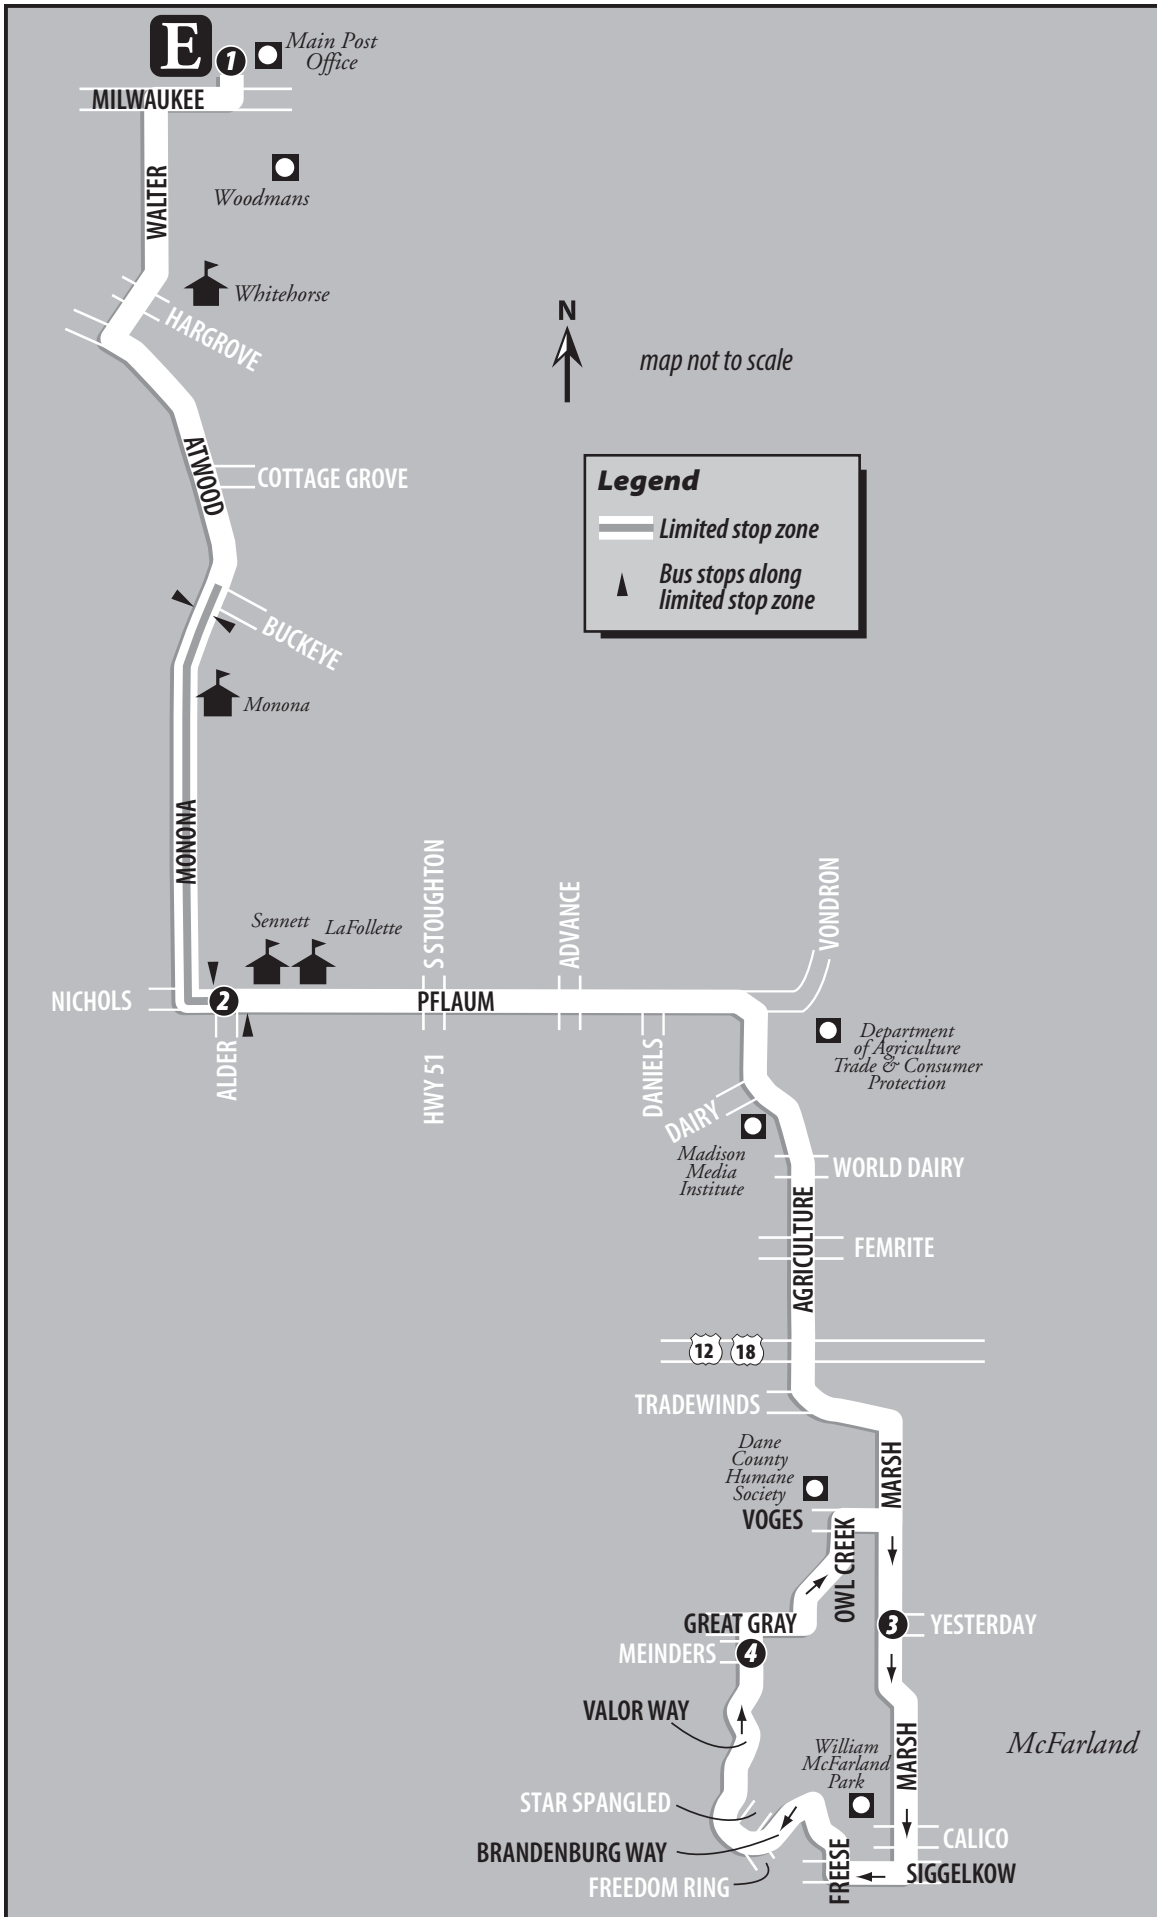 E
1
Main Post
Office
MILWAUKEE
WALTER
Woodmans
Whitehorse
HARGROVE
N
map not to scale
ATWOOD
COTTAGE GROVE
Legend
Limited stop zone
Bus stops along
limited stop zone
BUCKEYE
Monona
MONONA
Sennett
LaFollette
S STOUGHTON
ADVANCE
VONDRON
NICHOLS
2
PFLAUM
ALDER
HWY 51
DANIELS
Department
of Agriculture
Trade & Consumer
Protection
DAIRY
Madison
Media
Institute
WORLD DAIRY
AGRICULTURE
FEMRITE
12
18
TRADEWINDS
Dane
County
Humane
Society
MARSH
VOGES
OWL CREEK
GREAT GRAY
3
YESTERDAY
MEINDERS
4
VALOR WAY
William
McFarland
Park
MARSH
McFarland
STAR SPANGLED
CALICO
BRANDENBURG WAY
FREESE
SIGGELKOW
FREEDOM RING